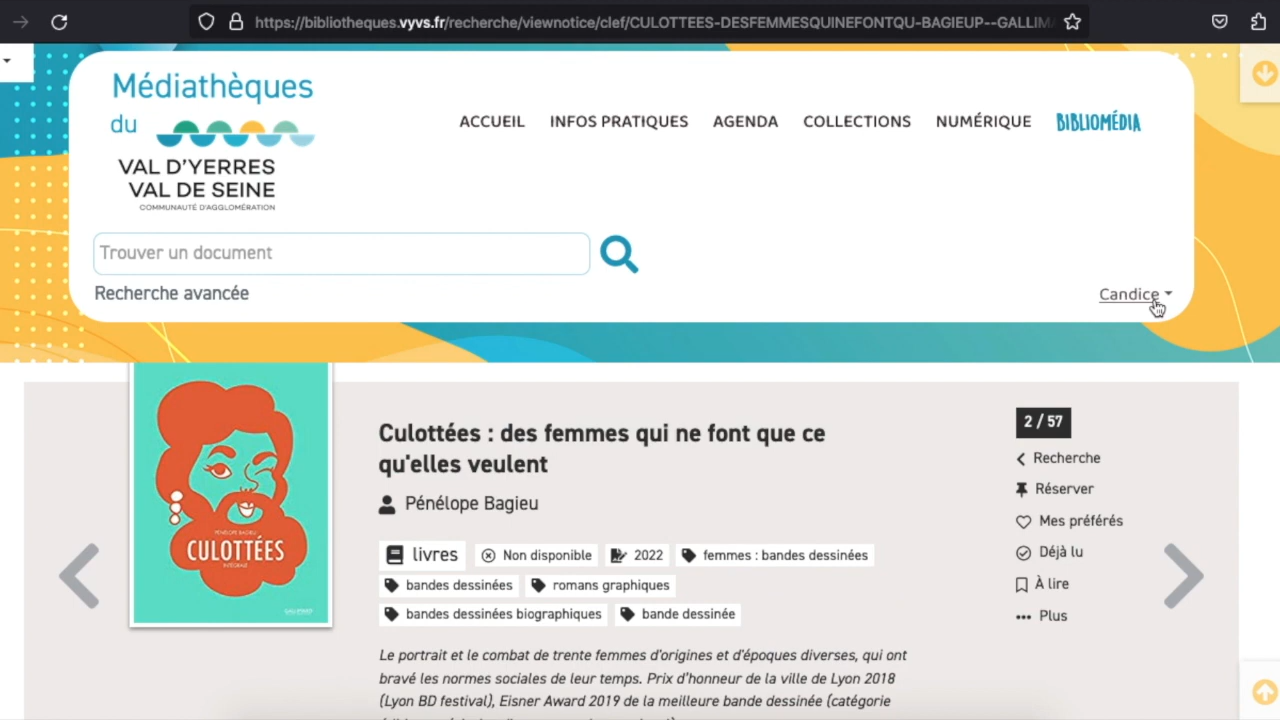 https://bibliotheques.vyvs.fr/recherche/viewnotice/clef/CULOTTEES-DESFEMMESQUINEFONTQU-BAGIEUP--GALLIM
Médiathèques
du
VAL D'YERRES
VAL DE SEINE
COMMUNAUTÉ D'AGGLOMÉRATION
ACCUEIL INFOS PRATIQUES AGENDA COLLECTIONS NUMÉRIQUE BIBLIOMÉDIA
Trouver un document
Recherche avancée
Candice
PÉNÉLOPE BAGIEU
CULOTTÉES
INTÉGRALE
GALLIMARD
Culottées : des femmes qui ne font que ce
qu'elles veulent
Pénélope Bagieu
livres Non disponible 2022 femmes : bandes dessinées
bandes dessinées romans graphiques
bandes dessinées biographiques bande dessinée
Le portrait et le combat de trente femmes d'origines et d'époques diverses, qui ont
bravé les normes sociales de leur temps. Prix d'honneur de la ville de Lyon 2018
(Lyon BD festival), Eisner Award 2019 de la meilleure bande dessinée (catégorie
2 / 57
Recherche
Réserver
Mes préférés
Déjà lu
À lire
Plus